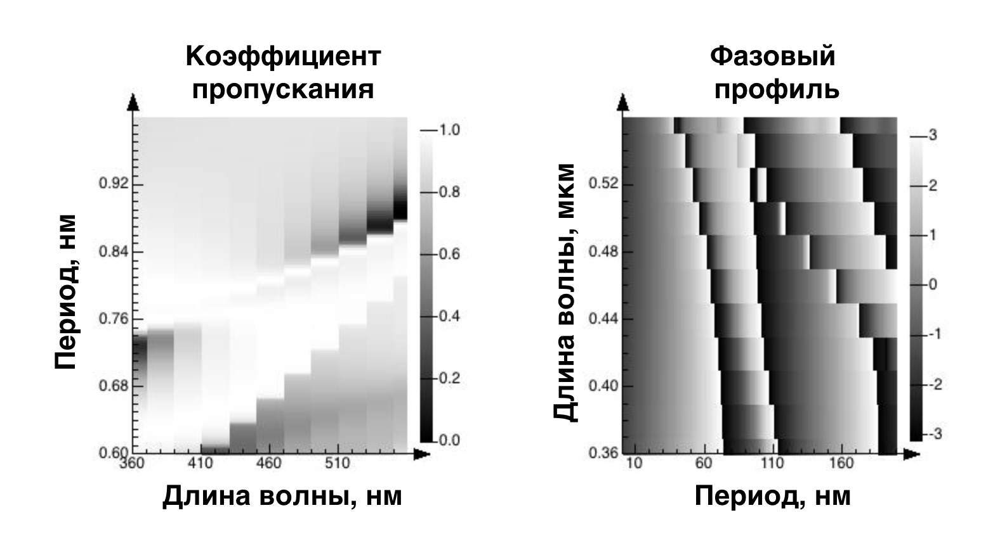 Коэффициент
пропускания
Период, нм
0.92
0.84
0.76
0.68
0.60
360 410 460 510
Длина волны, нм
1.0
0.8
0.6
0.4
0.2
0.0
Фазовый
профиль
Длина волны, мкм
0.52
0.48
0.44
0.40
0.36
10 60 110 160
Период, нм
3
2
1
0
-1
-2
-3